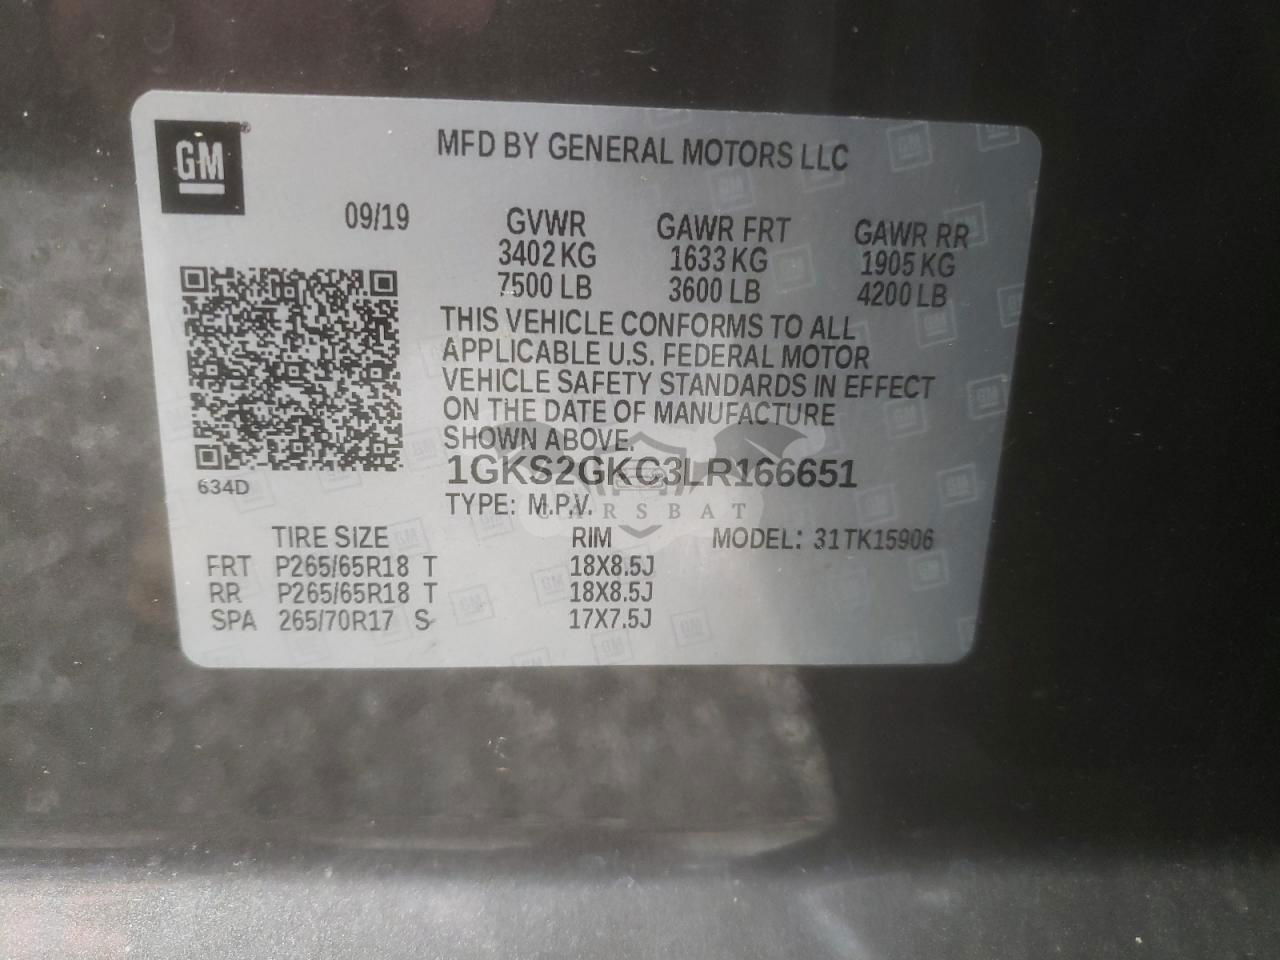 GM
MFD BY GENERAL MOTORS LLC
09/19
GVWR GAWR FRT GAWR RR
3402 KG 1633 KG 1905 KG
7500 LB 3600 LB 4200 LB
THIS VEHICLE CONFORMS TO ALL
APPLICABLE U.S. FEDERAL MOTOR
VEHICLE SAFETY STANDARDS IN EFFECT
ON THE DATE OF MANUFACTURE
SHOWN ABOVE.
1GKS2GKC3LR166651
634D
TYPE: M.P.V.
CARSBAT
TIRE SIZE RIM MODEL: 31TK15906
FRT P265/65R18 T 18X8.5J
RR P265/65R18 T 18X8.5J
SPA 265/70R17 S 17X7.5J